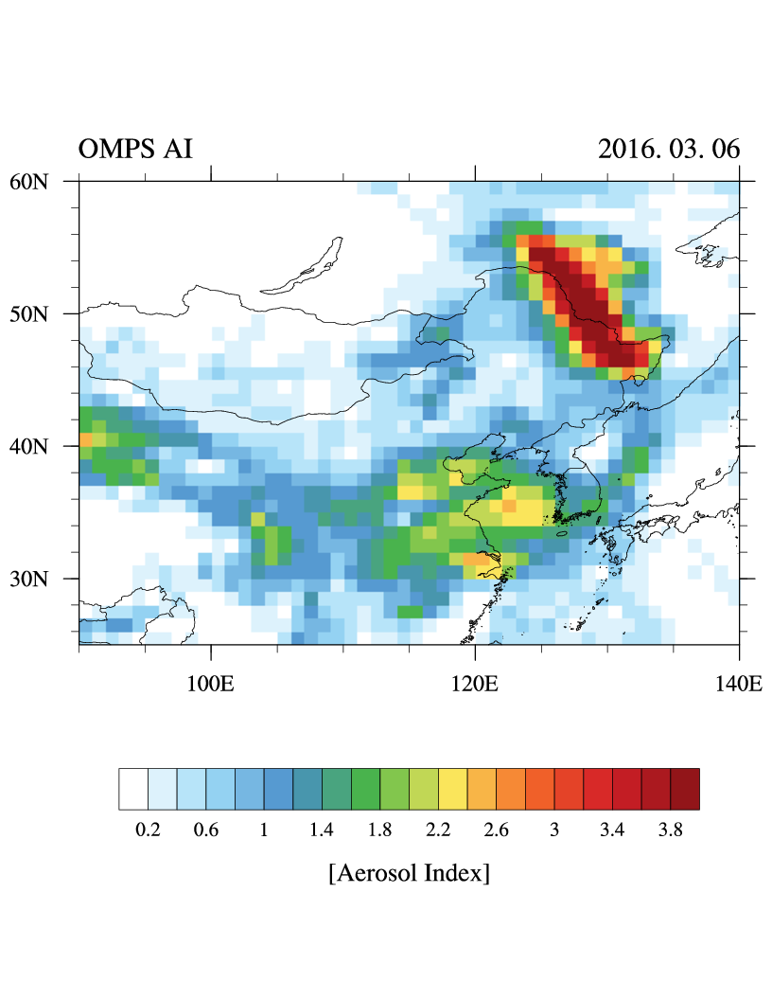 OMPS AI 2016. 03. 06
60N
50N
40N
30N
100E 120E 140E
0.2 0.6 1 1.4 1.8 2.2 2.6 3 3.4 3.8
[Aerosol Index]